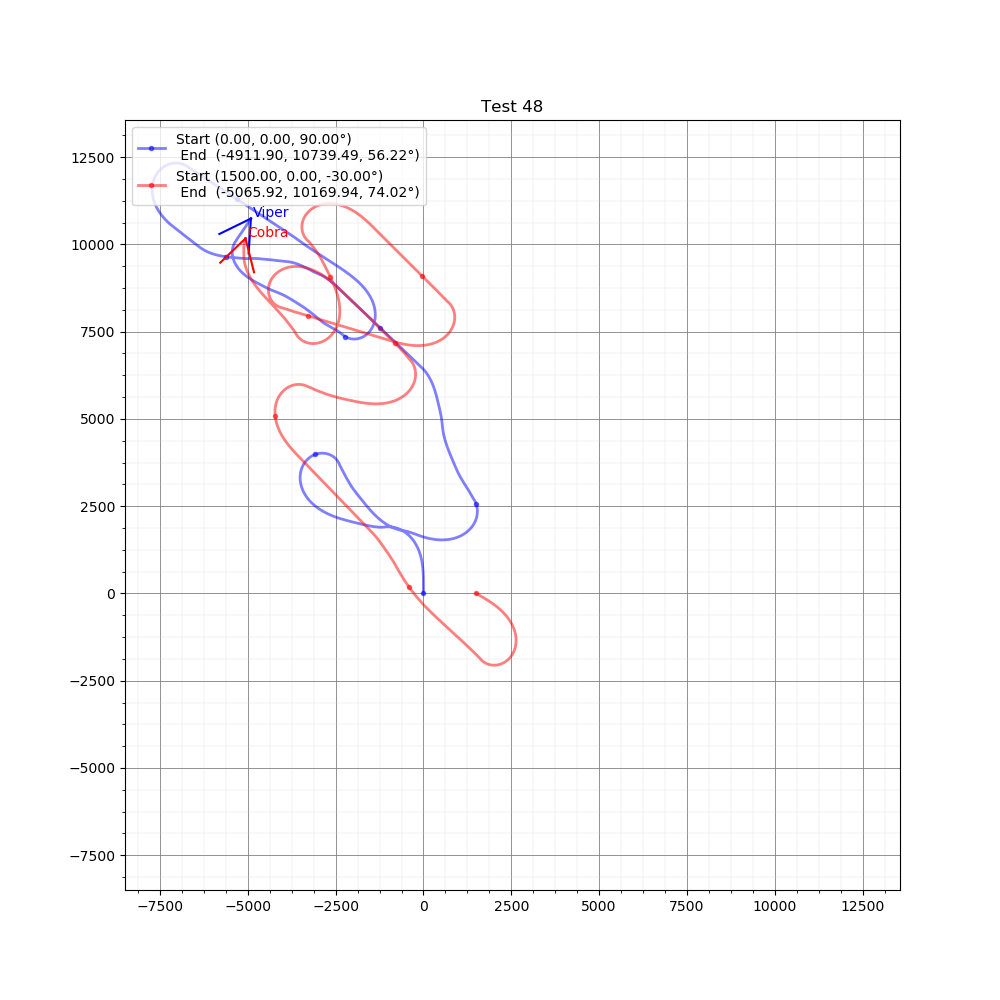 Test 48
Start (0.00, 0.00, 90.00°)
End (-4911.90, 10739.49, 56.22°)
Start (1500.00, 0.00, -30.00°)
End (-5065.92, 10169.94, 74.02°)
Viper
Cobra
12500
10000
7500
5000
2500
0
−2500
−5000
−7500
−7500 −5000 −2500 0 2500 5000 7500 10000 12500